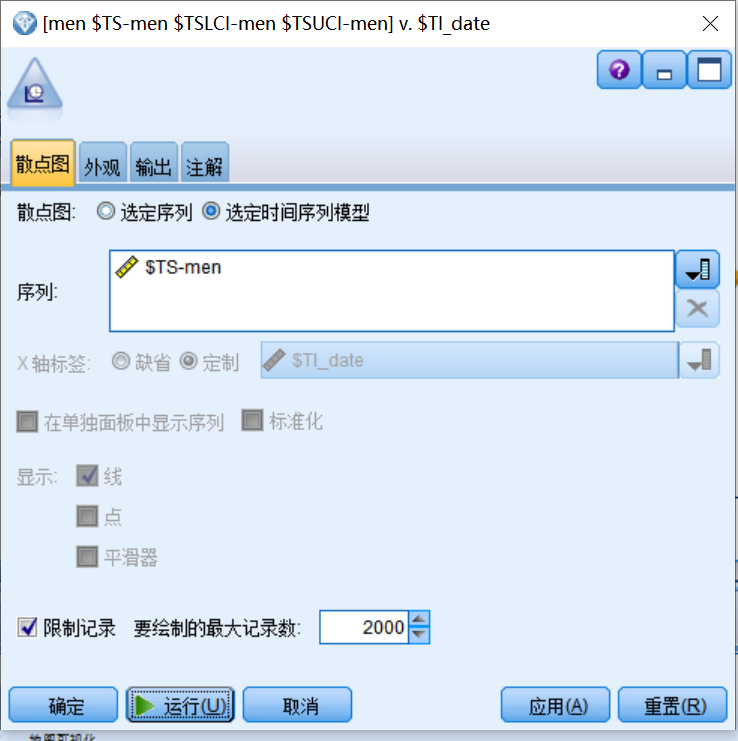 [men $TS-men $TSLCI-men $TSUCI-men] v. $TI_date
散点图 外观 输出 注解
散点图: 选定序列 选定时间序列模型
序列: $TS-men
X 轴标签: 缺省 定制 $TI_date
在单独面板中显示序列 标准化
显示: 线
点
平滑器
限制记录 要绘制的最大记录数: 2000
确定 运行(U) 取消 应用(A) 重置(R)